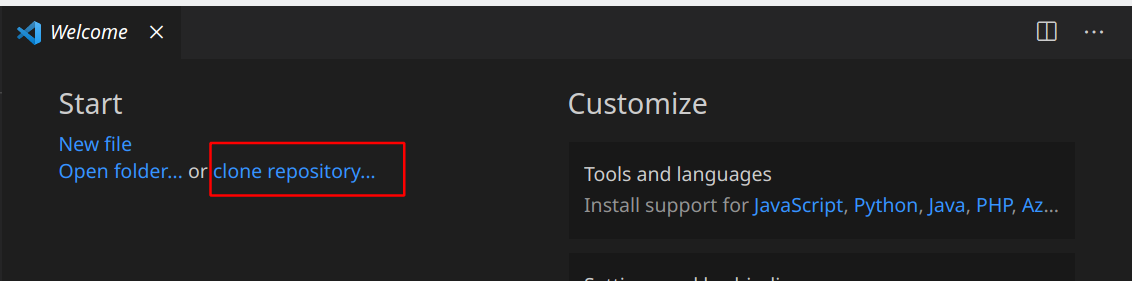 Welcome
Start
New file
Open folder... or clone repository...
Customize
Tools and languages
Install support for JavaScript, Python, Java, PHP, Az...